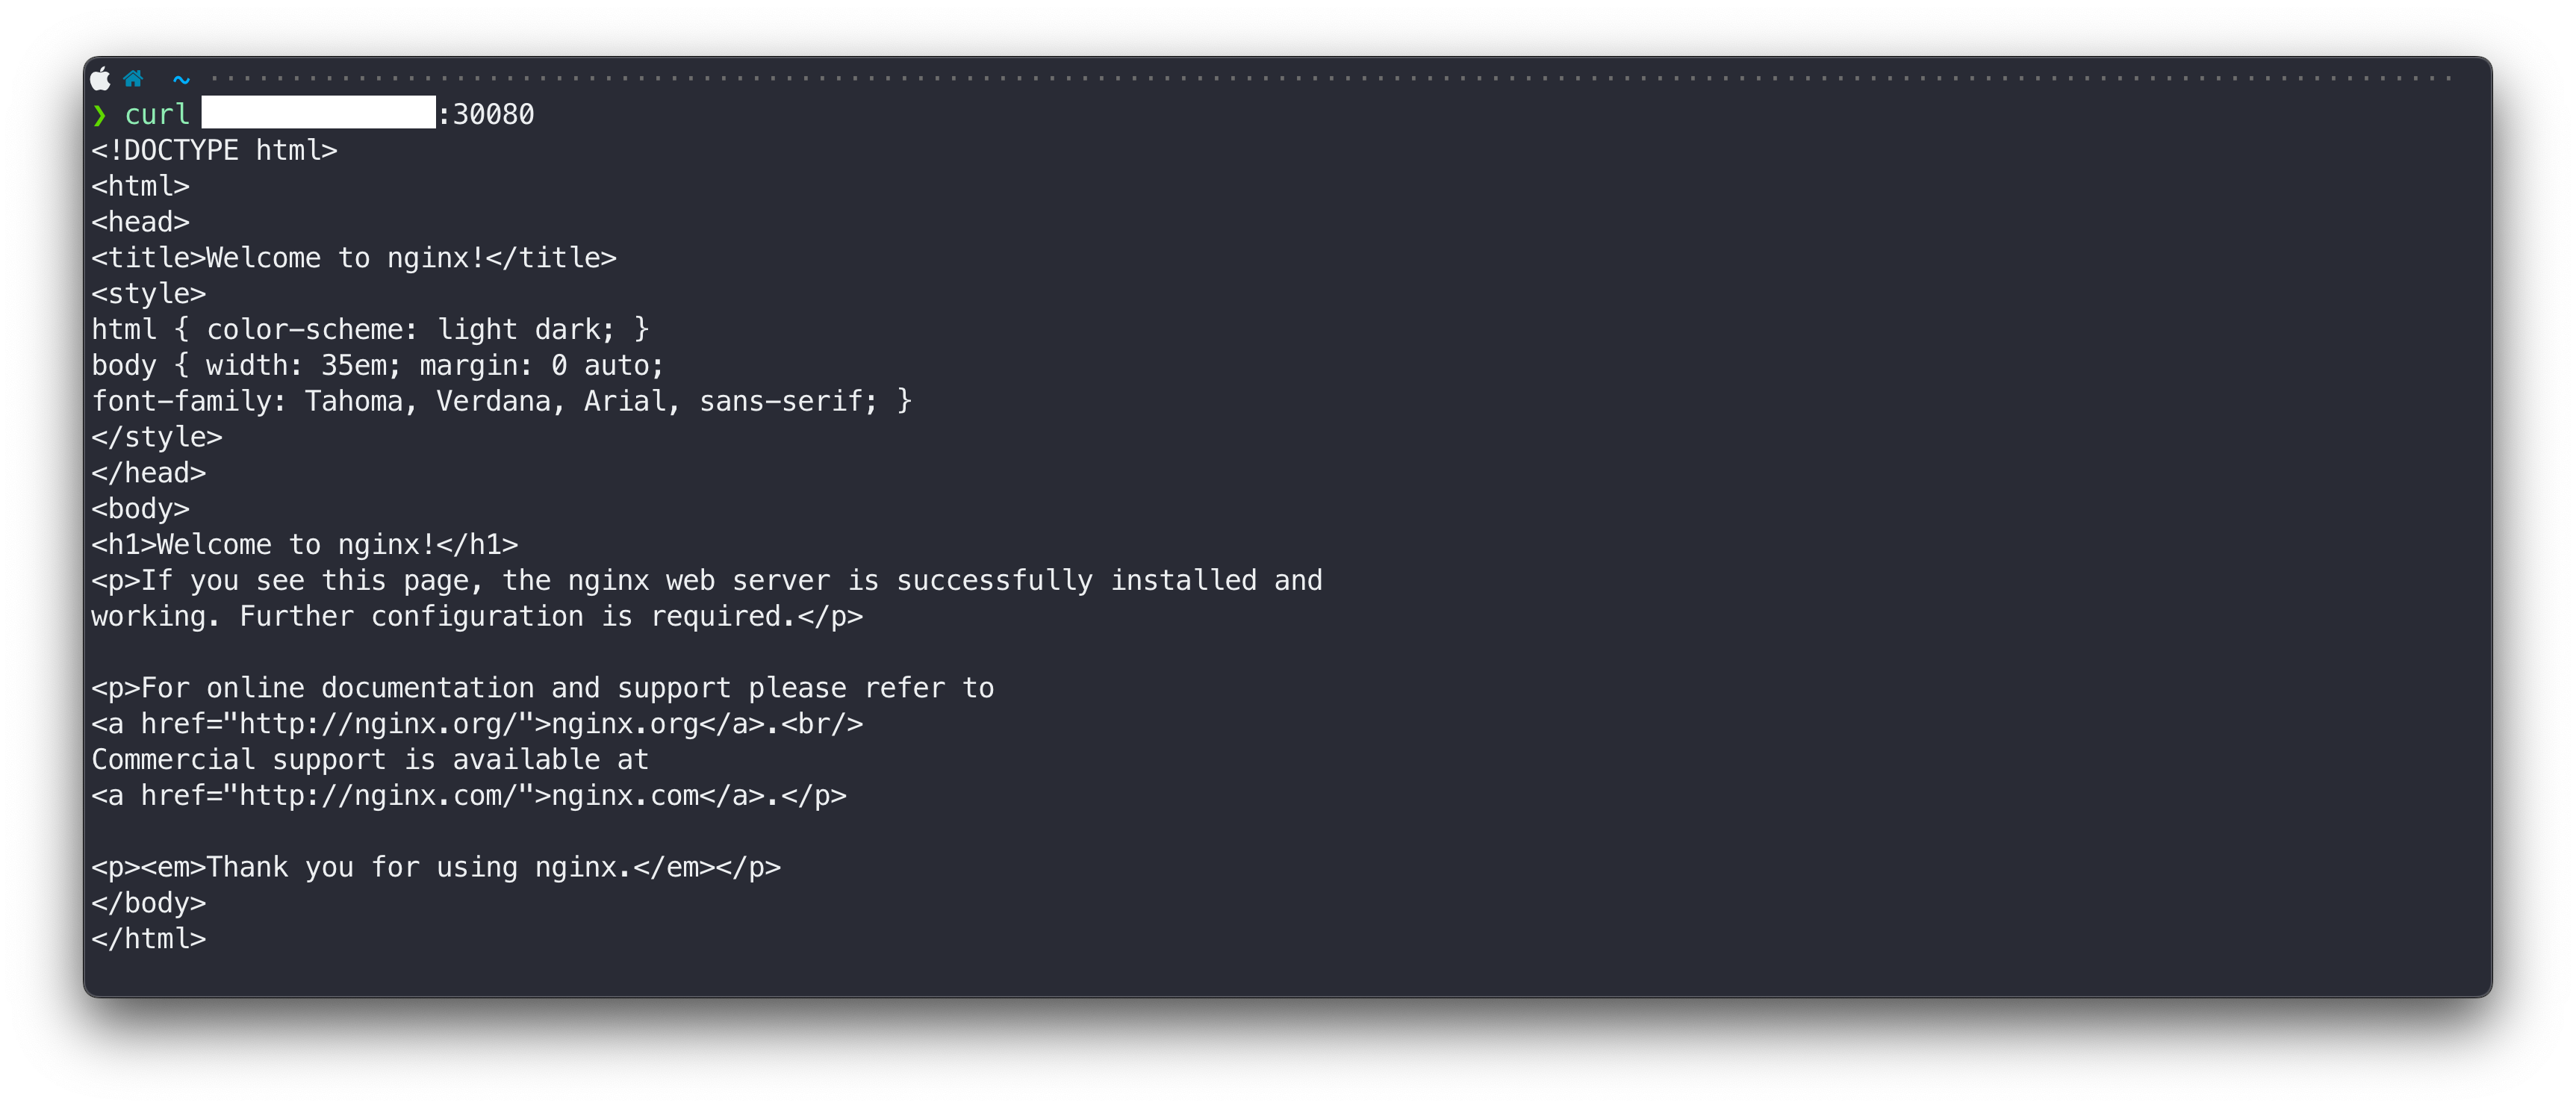 ~
❯ curl :30080
<!DOCTYPE html>
<html>
<head>
<title>Welcome to nginx!</title>
<style>
html { color-scheme: light dark; }
body { width: 35em; margin: 0 auto;
font-family: Tahoma, Verdana, Arial, sans-serif; }
</style>
</head>
<body>
<h1>Welcome to nginx!</h1>
<p>If you see this page, the nginx web server is successfully installed and
working. Further configuration is required.</p>

<p>For online documentation and support please refer to
<a href="http://nginx.org/">nginx.org</a>.<br/>
Commercial support is available at
<a href="http://nginx.com/">nginx.com</a>.</p>

<p><em>Thank you for using nginx.</em></p>
</body>
</html>